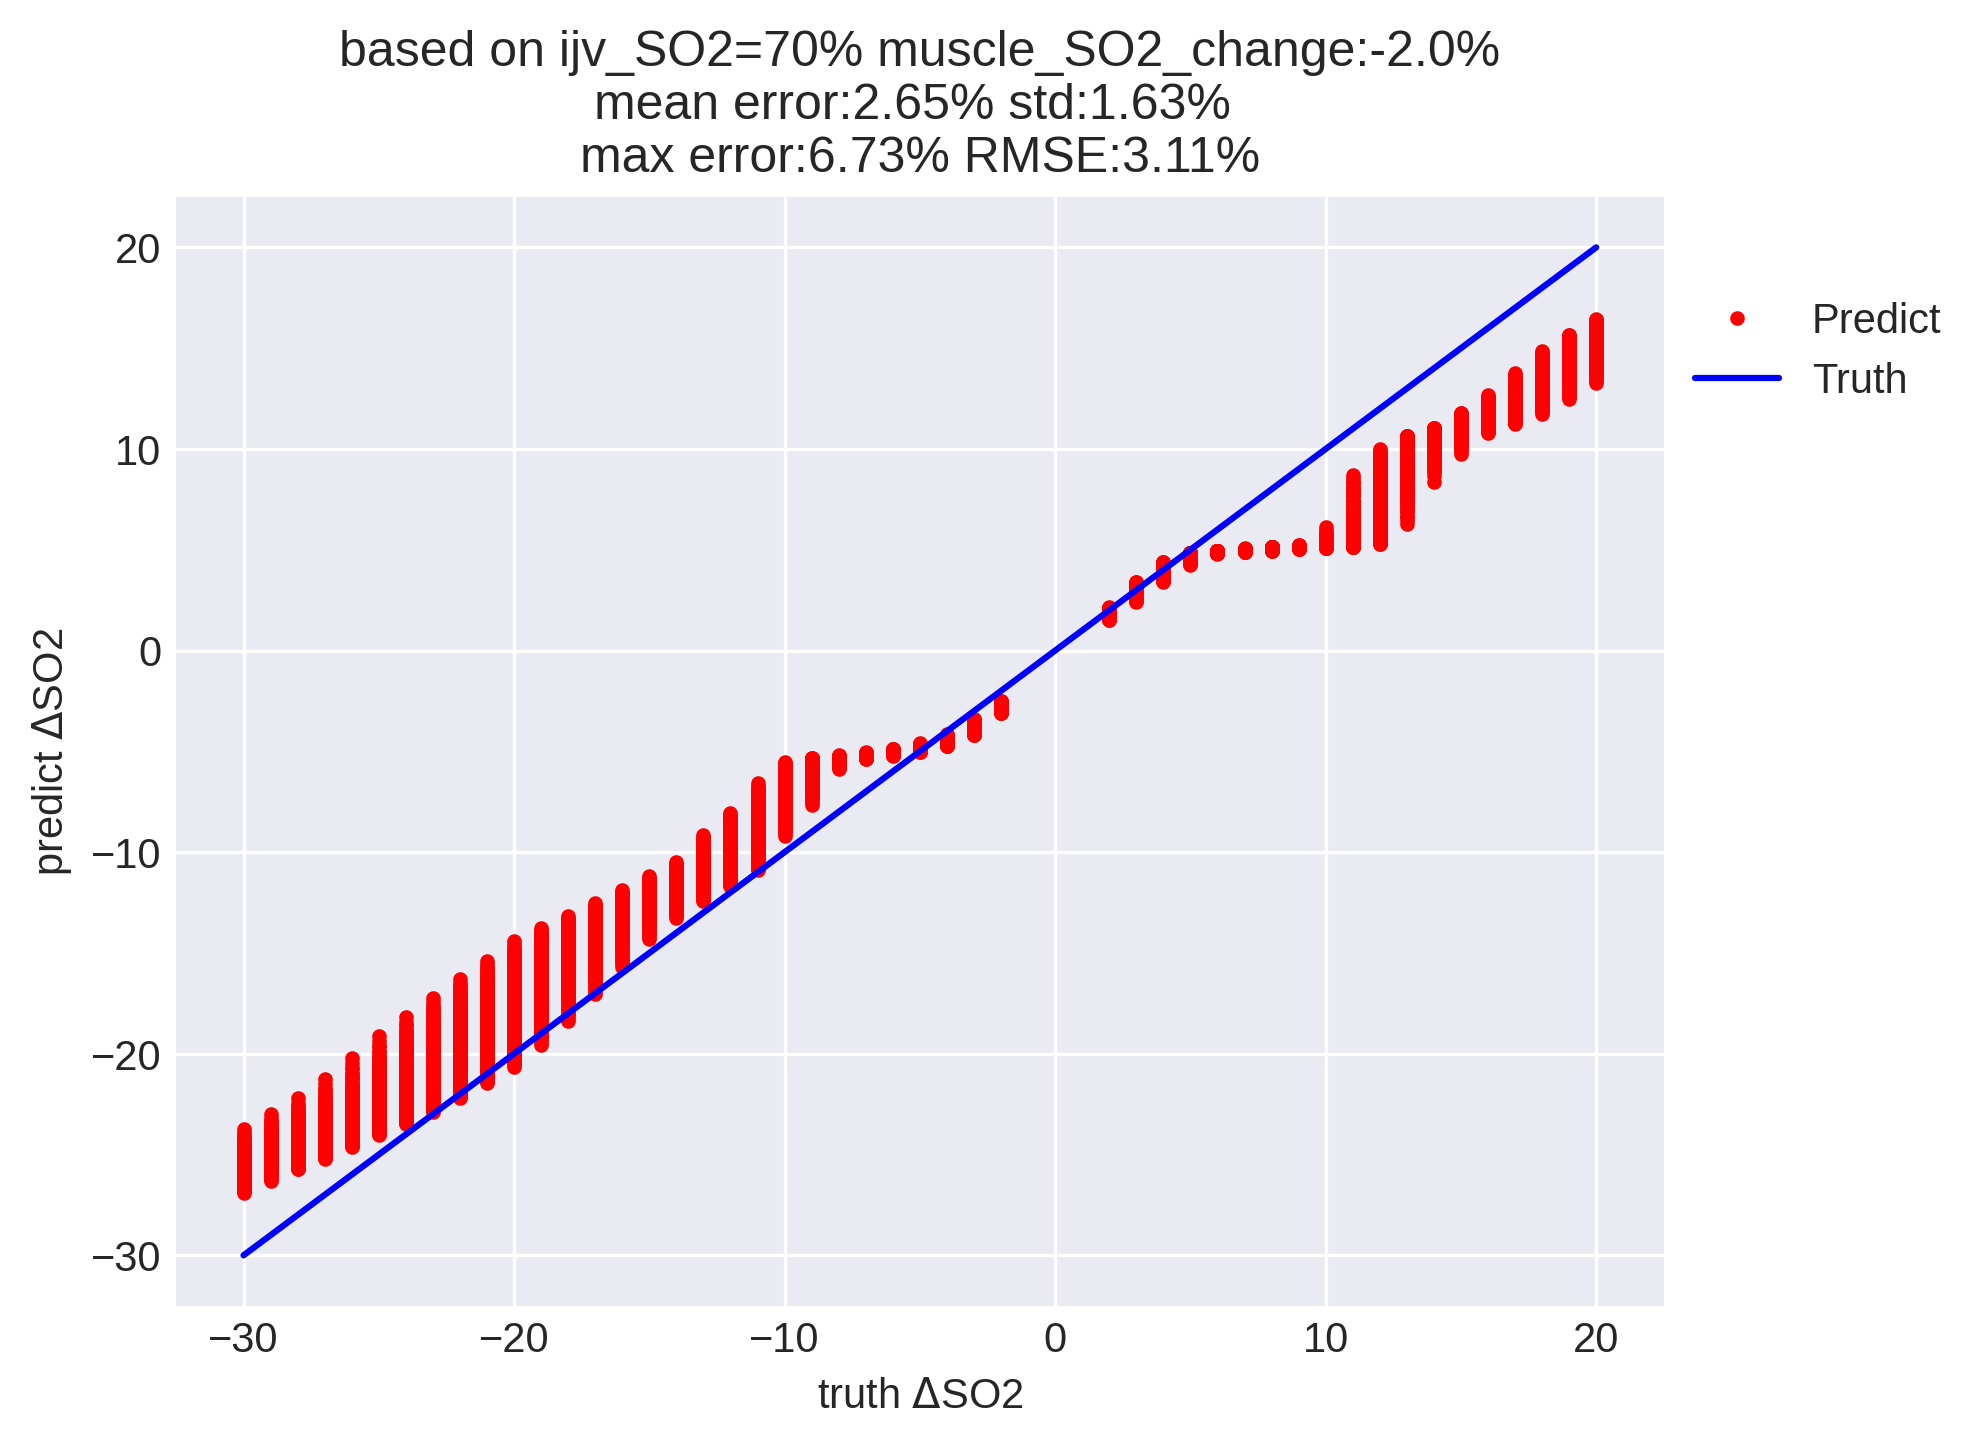 based on ijv_SO2=70% muscle_SO2_change:-2.0%
mean error:2.65% std:1.63%
max error:6.73% RMSE:3.11%
20
10
0
−10
−20
−30
predict ΔSO2
−30
−20
−10
0
10
20
truth ΔSO2
Predict
Truth